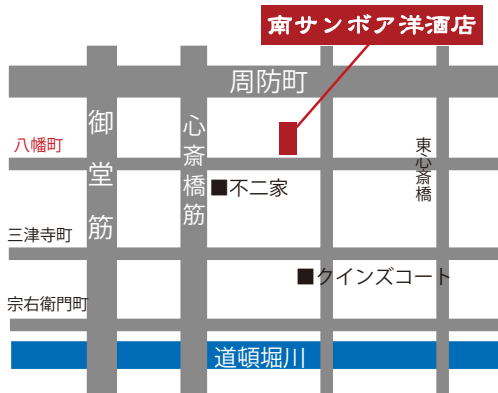 南サンボア洋酒店
周防町
御堂筋
心斎橋筋
八幡町
東心斎橋
■不二家
三津寺町
■クインズコート
宗右衛門町
道頓堀川